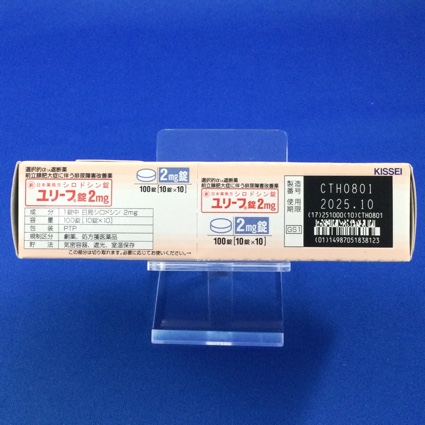 選択的α₁A遮断薬
前立腺肥大症に伴う排尿障害改善薬
日本薬局方 シロドシン錠
ユリーフ錠2mg
2mg錠
100錠[10錠×10]
成分 1錠中 日局シロドシン 2mg
容量 100錠[10錠×10]
包装 PTP
規制区分 劇薬、処方箋医薬品
貯法 気密容器、遮光、室温保存
この部分は切り取れます。必要に応じてお使いください。
選択的α₁A遮断薬
前立腺肥大症に伴う排尿障害改善薬
日本薬局方 シロドシン錠
ユリーフ錠2mg
2mg錠
100錠[10錠×10]
KISSEI
製造番号 CTH0801
使用期限 2025.10
(17)251000(10)CTH0801
GS1
(01)14987051838123